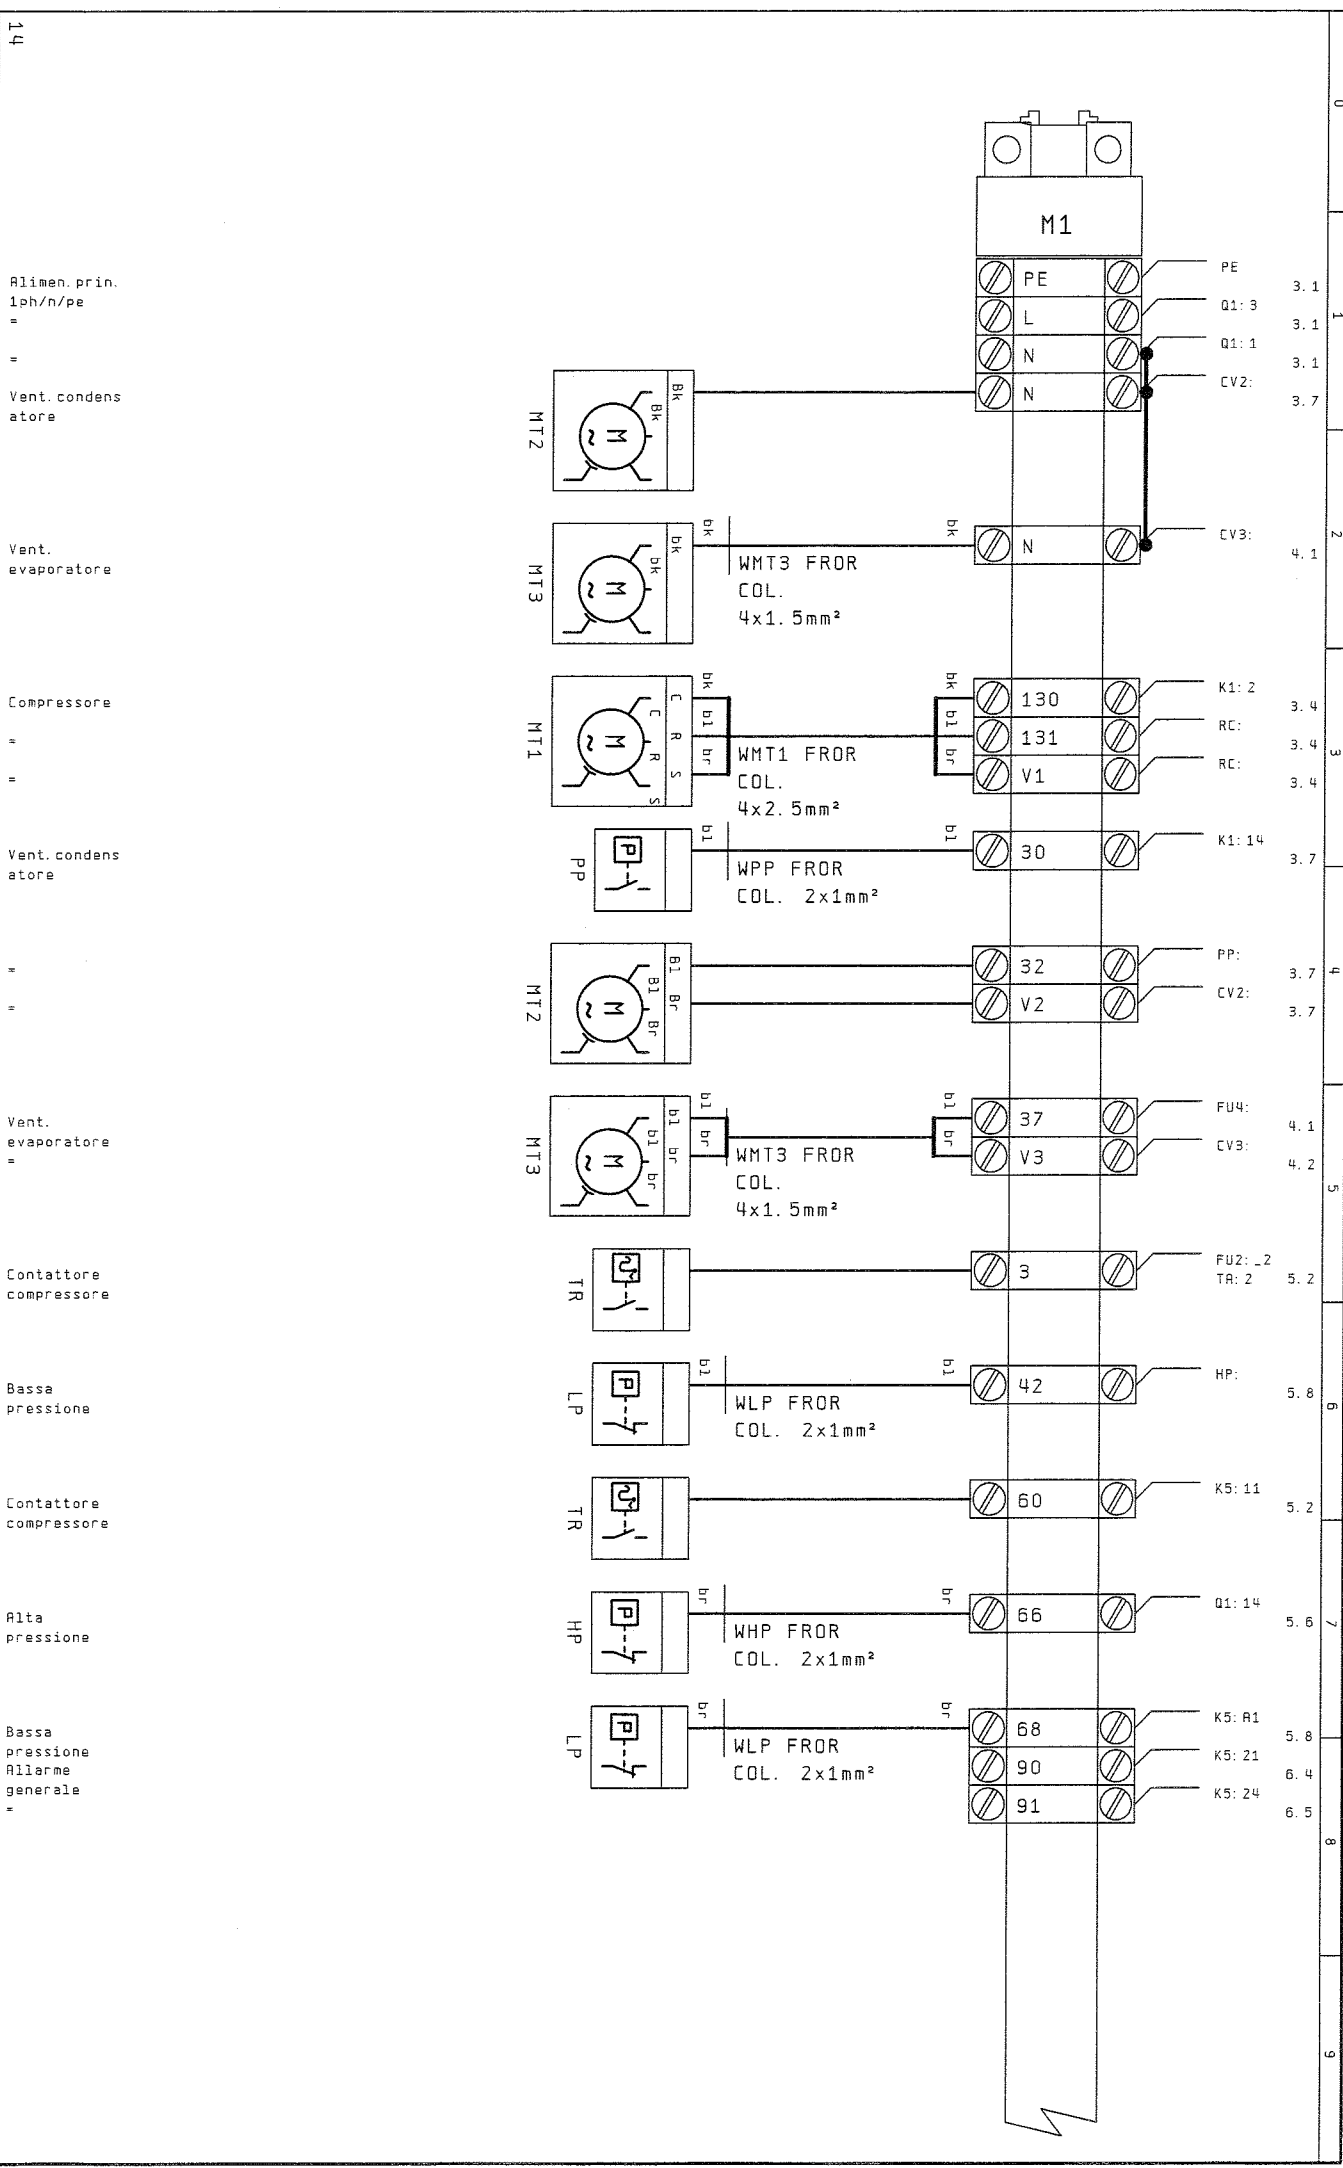 14
0
M1
Alimen. prin.
1ph/n/pe
=
=
PE
PE
3.1
1
L
Q1: 3
3.1
N
Q1: 1
3.1
Vent. condens
atore
MT2
M
~
Bk
Bk
N
CV2:
3.7
2
Vent.
evaporatore
MT3
M
~
bk
bk
bk
bk
WMT3 FROR
COL.
4x1.5mm²
N
CV3:
4.1
Compressore
=
=
MT1
M
~
C
R
S
C
R
S
bk
bl
br
bk
bl
br
WMT1 FROR
COL.
4x2.5mm²
130
K1: 2
3.4
131
RC:
3.4
3
V1
RC:
3.4
Vent. condens
atore
PP
P
bl
bl
WPP FROR
COL. 2x1mm²
30
K1: 14
3.7
=
=
MT2
M
~
Bl
Br
Bl
Br
32
PP:
3.7
4
V2
CV2:
3.7
Vent.
evaporatore
=
MT3
M
~
bl
br
bl
br
bl
br
bl
br
WMT3 FROR
COL.
4x1.5mm²
37
FU4:
4.1
V3
CV3:
4.2
5
Contattore
compressore
TR
3
FU2: _2
TA: 2
5.2
Bassa
pressione
LP
P
bl
bl
WLP FROR
COL. 2x1mm²
42
HP:
5.8
6
Contattore
compressore
TR
60
K5: 11
5.2
Alta
pressione
HP
P
br
br
WHP FROR
COL. 2x1mm²
66
Q1: 14
5.6
7
Bassa
pressione
Allarme
generale
=
LP
P
br
br
WLP FROR
COL. 2x1mm²
68
K5: A1
5.8
90
K5: 21
6.4
91
K5: 24
6.5
8
9